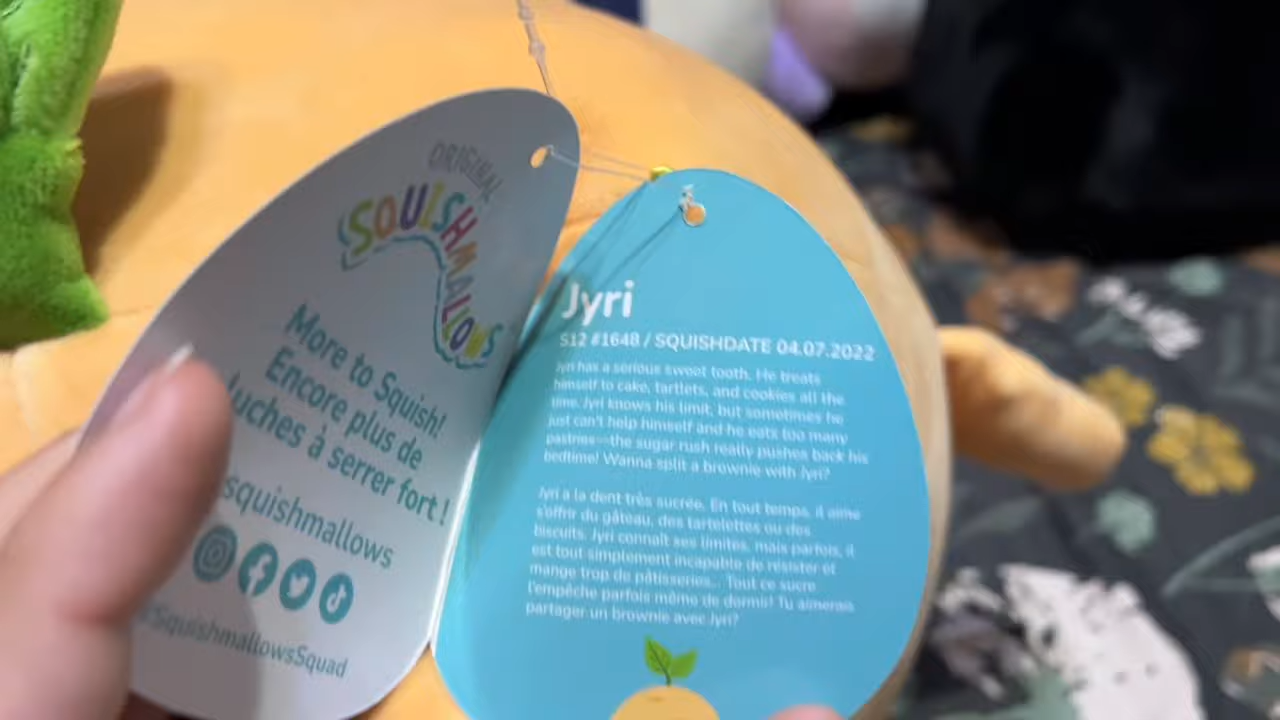 ORIGINAL
SQUISHMALLOWS
More to Squish!
Encore plus de
luches à serrer fort !
squishmallows
#SquishmallowsSquad
Jyri
S12 #1648 / SQUISHDATE 04.07.2022
Jyri has a serious sweet tooth. He treats
himself to cake, tartlets, and cookies all the
time. Jyri knows his limit, but sometimes he
just can't help himself and he eats too many
pastries—the sugar rush really pushes back his
bedtime! Wanna split a brownie with Jyri?
Jyri a la dent très sucrée. En tout temps, il aime
s'offrir du gâteau, des tartelettes ou des
biscuits. Jyri connaît ses limites, mais parfois, il
est tout simplement incapable de résister et
mange trop de pâtisseries... Tout ce sucre
l'empêche parfois même de dormir! Tu aimerais
partager un brownie avec Jyri?